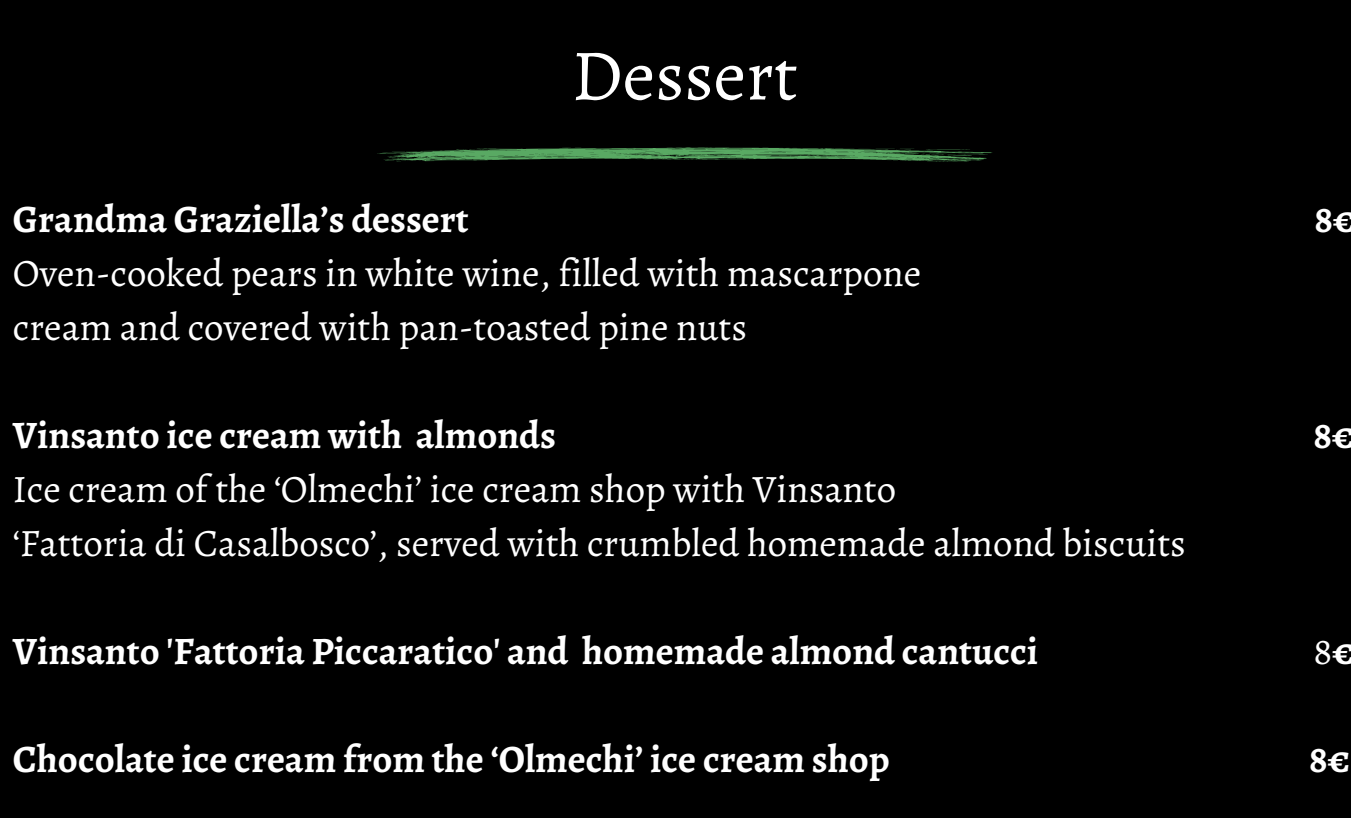 Dessert
Grandma Graziella’s dessert 8€
Oven-cooked pears in white wine, filled with mascarpone
cream and covered with pan-toasted pine nuts
Vinsanto ice cream with  almonds 8€
Ice cream of the ‘Olmechi’ ice cream shop with Vinsanto
‘Fattoria di Casalbosco’, served with crumbled homemade almond biscuits
Vinsanto 'Fattoria Piccaratico' and  homemade almond cantucci 8€
Chocolate ice cream from the ‘Olmechi’ ice cream shop 8€